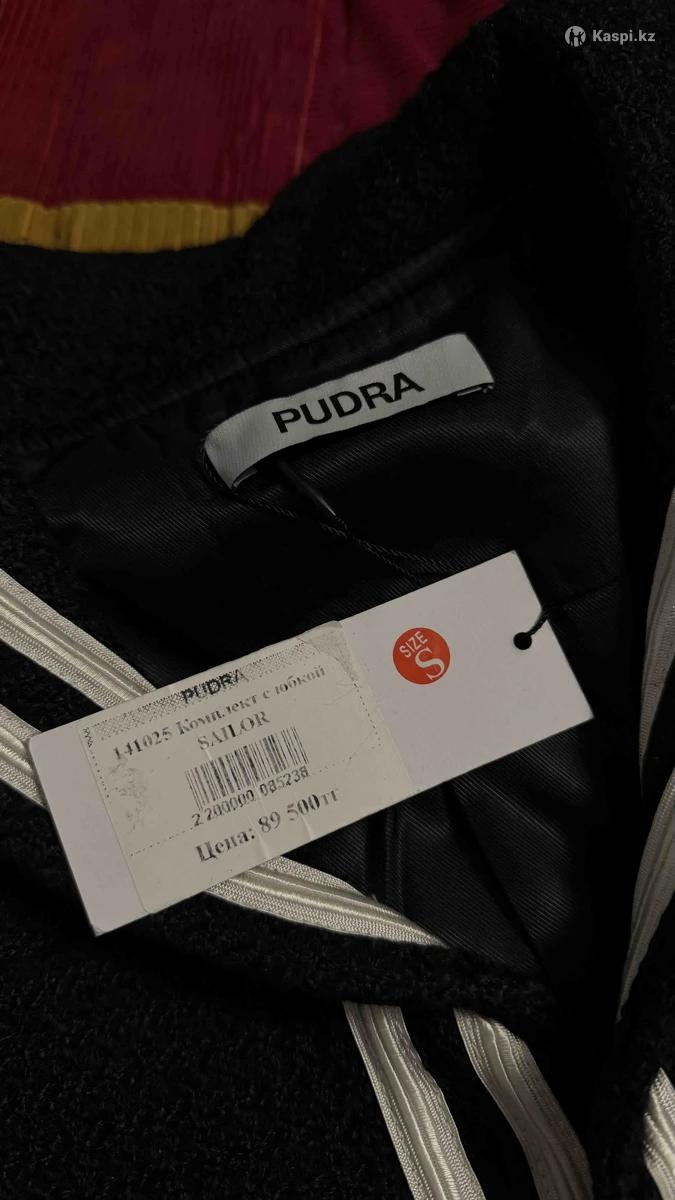 Kaspi.kz
PUDRA
SIZE
S
PUDRA
141025 Комплект с юбкой
SAILOR
2 200000 085238
Цена: 89 500тг